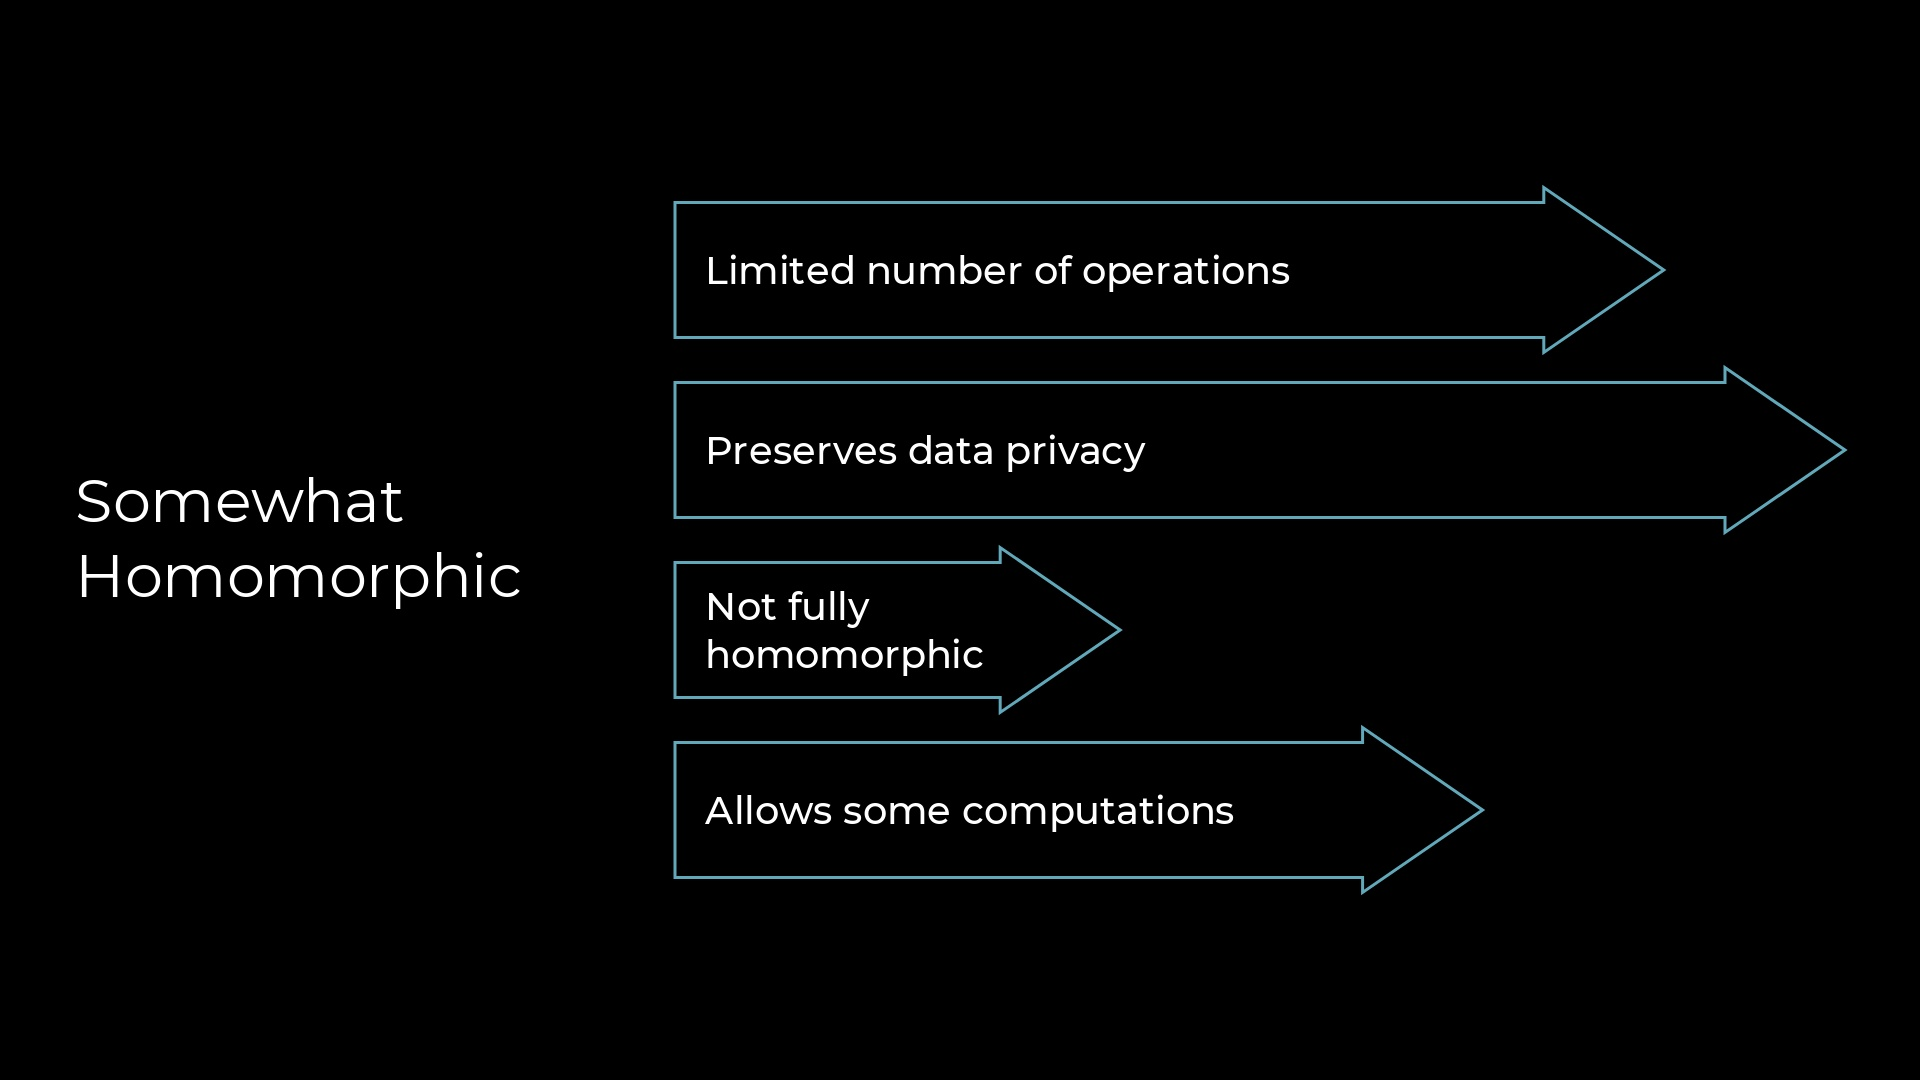 Somewhat
Homomorphic
Limited number of operations
Preserves data privacy
Not fully
homomorphic
Allows some computations